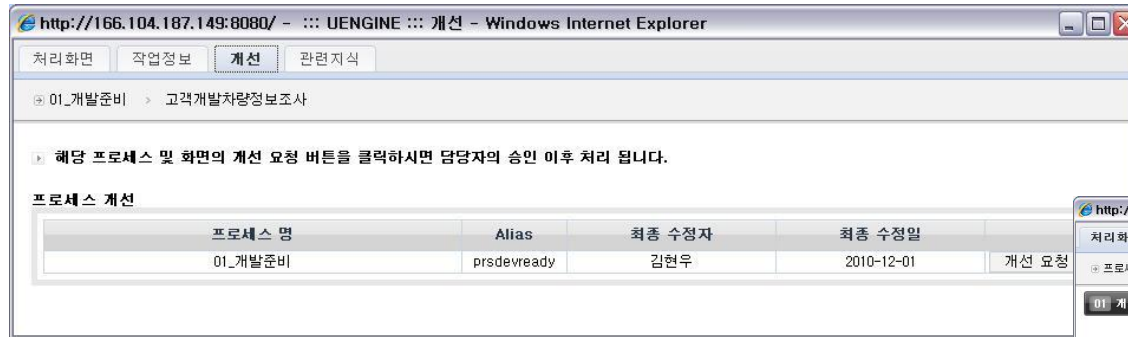 http://166.104.187.149:8080/ - ::: UENGINE ::: 개선 - Windows Internet Explorer
처리화면 작업정보 개선 관련지식
01_개발준비 > 고객개발차량정보조사
해당 프로세스 및 화면의 개선 요청 버튼을 클릭하시면 담당자의 승인 이후 처리 됩니다.
프로세스 개선
프로세스 명 Alias 최종 수정자 최종 수정일
01_개발준비 prsdevready 김현우 2010-12-01 개선 요청
http:/
처리화
프로세
01 개